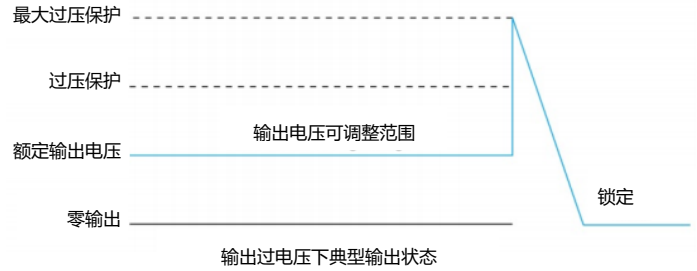 最大过压保护
过压保护
输出电压可调整范围
额定输出电压
锁定
零输出
输出过电压下典型输出状态